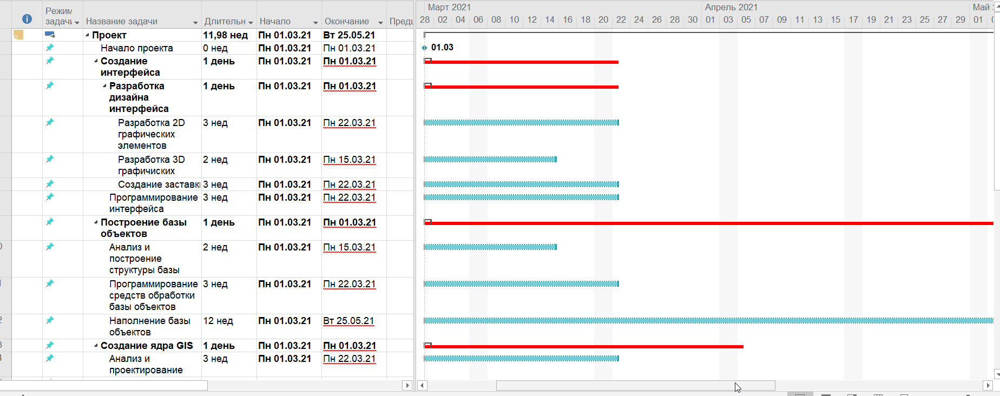 Режим задачи Название задачи Длительн Начало Окончание
Март 2021 Апрель 2021 Май
28 02 04 06 08 10 12 14 16 18 20 22 24 26 28 30 01 03 05 07 09 11 13 15 17 19 21 23 25 27 29 01
Проект 11,98 нед Пн 01.03.21 Вт 25.05.21
Начало проекта 0 нед Пн 01.03.21 Пн 01.03.21 01.03
Создание 1 день Пн 01.03.21 Пн 01.03.21
интерфейса
Разработка 1 день Пн 01.03.21 Пн 01.03.21
дизайна
интерфейса
Разработка 2D 3 нед Пн 01.03.21 Пн 22.03.21
графических
элементов
Разработка 3D 2 нед Пн 01.03.21 Пн 15.03.21
графичиских
Создание заставки 3 нед Пн 01.03.21 Пн 22.03.21
Программирование 3 нед Пн 01.03.21 Пн 22.03.21
интерфейса
Построение базы 1 день Пн 01.03.21 Пн 01.03.21
объектов
Анализ и 2 нед Пн 01.03.21 Пн 15.03.21
построение
структуры базы
Программирование 3 нед Пн 01.03.21 Пн 22.03.21
средств обработки
базы объектов
Наполнение базы 12 нед Пн 01.03.21 Вт 25.05.21
объектов
Создание ядра GIS 1 день Пн 01.03.21 Пн 01.03.21
Анализ и 3 нед Пн 01.03.21 Пн 22.03.21
проектирование